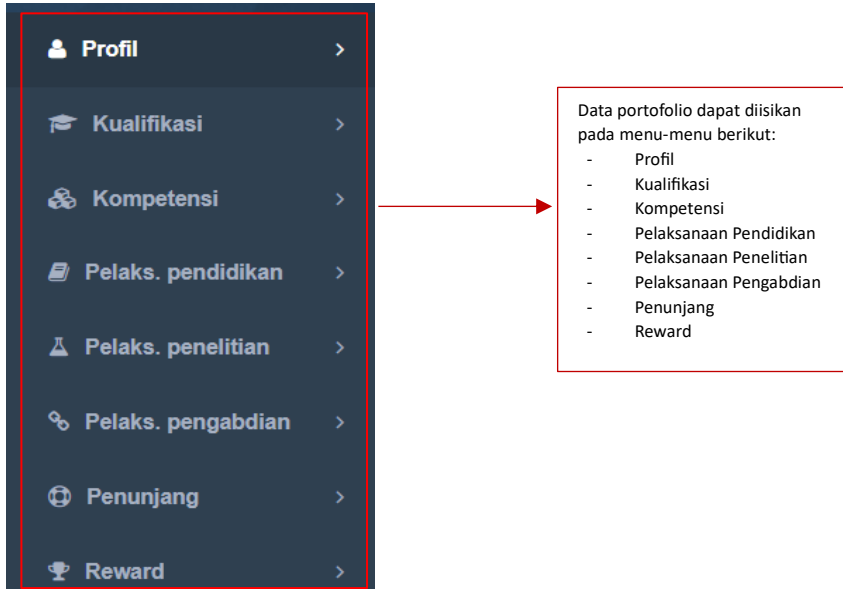 Profil
Kualifikasi
Kompetensi
Pelaks. pendidikan
Pelaks. penelitian
Pelaks. pengabdian
Penunjang
Reward
Data portofolio dapat diisikan
pada menu-menu berikut:
- Profil
- Kualifikasi
- Kompetensi
- Pelaksanaan Pendidikan
- Pelaksanaan Penelitian
- Pelaksanaan Pengabdian
- Penunjang
- Reward